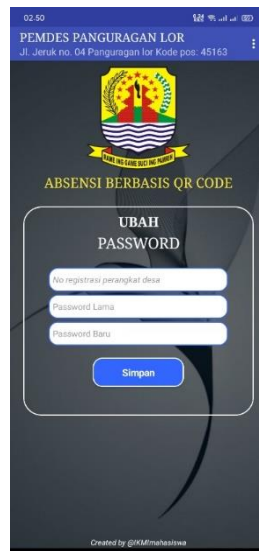 02.50
PEMDES PANGURAGAN LOR
Jl. Jeruk no. 04 Panguragan lor Kode pos: 45163
ABSENSI BERBASIS QR CODE
UBAH
PASSWORD
No registrasi perangkat desa
Password Lama
Password Baru
Simpan
Created by @IKMImahasiswa